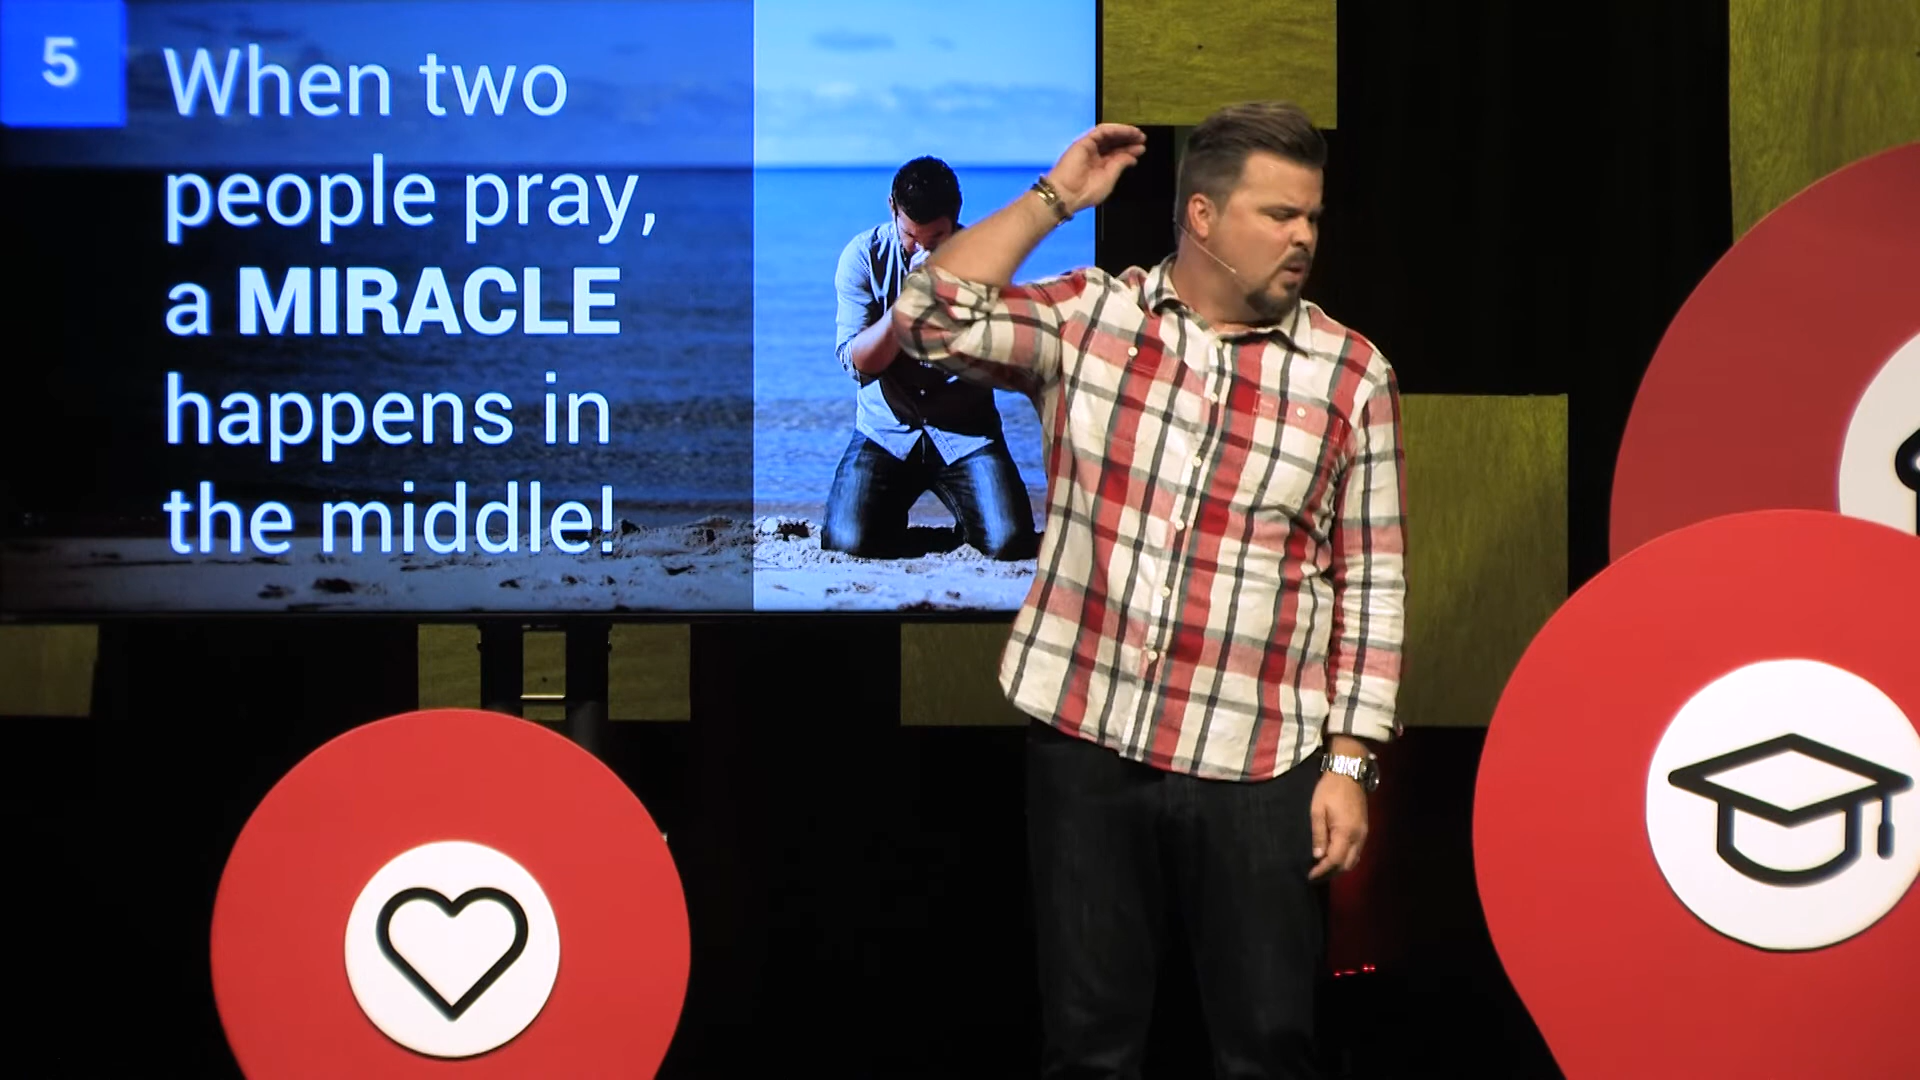 5
When two
people pray,
a MIRACLE
happens in
the middle!